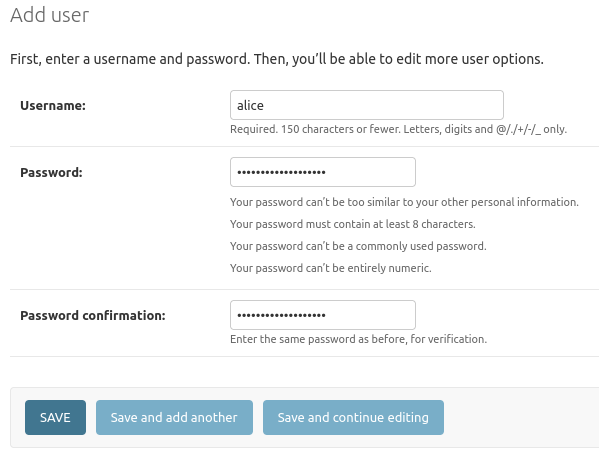 Add user
First, enter a username and password. Then, you’ll be able to edit more user options.
Username:
alice
Required. 150 characters or fewer. Letters, digits and @/./+/-/_ only.
Password:
•••••••••••••••••••
Your password can’t be too similar to your other personal information.
Your password must contain at least 8 characters.
Your password can’t be a commonly used password.
Your password can’t be entirely numeric.
Password confirmation:
•••••••••••••••••••
Enter the same password as before, for verification.
SAVE Save and add another Save and continue editing